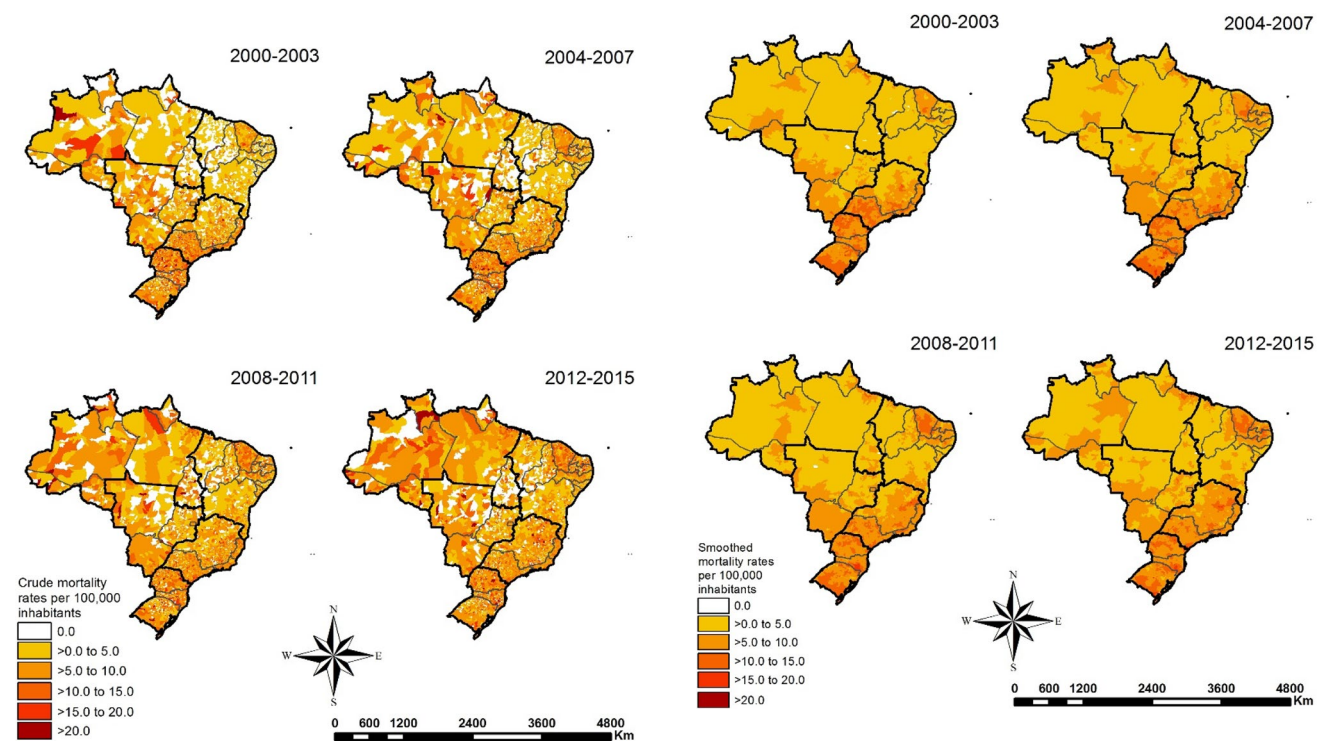 2000-2003
2004-2007
2008-2011
2012-2015
Crude mortality
rates per 100,000
inhabitants
0.0
>0.0 to 5.0
>5.0 to 10.0
>10.0 to 15.0
>15.0 to 20.0
>20.0
N
W
E
S
0 600 1200 2400 3600 4800
Km
2000-2003
2004-2007
2008-2011
2012-2015
Smoothed
mortality rates
per 100,000
inhabitants
0.0
>0.0 to 5.0
>5.0 to 10.0
>10.0 to 15.0
>15.0 to 20.0
>20.0
N
W
E
S
0 600 1200 2400 3600 4800
Km